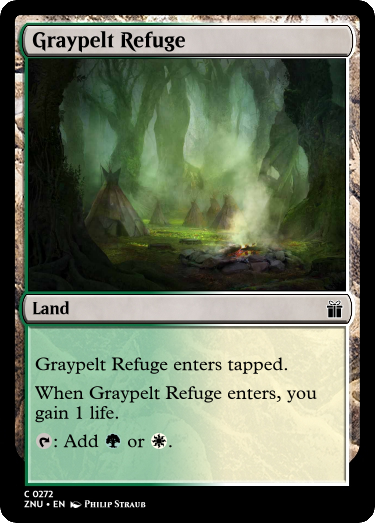 Graypelt Refuge
Land
Graypelt Refuge enters tapped.
When Graypelt Refuge enters, you
gain 1 life.
: Add or .
C 0272
ZNU • EN Philip Straub